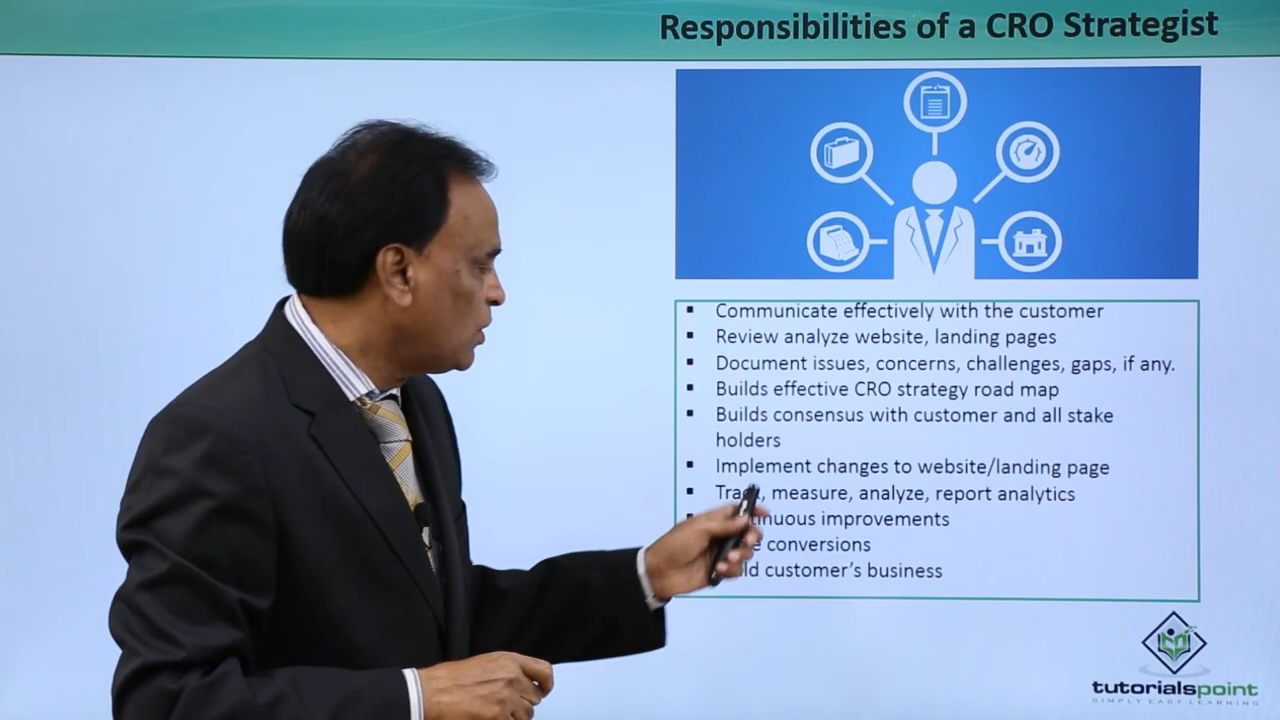 Responsibilities of a CRO Strategist
Communicate effectively with the customer
Review analyze website, landing pages
Document issues, concerns, challenges, gaps, if any.
Builds effective CRO strategy road map
Builds consensus with customer and all stake
holders
Implement changes to website/landing page
measure, analyze, report analytics
improvements
conversions
customer's business
tutorialspoint
SIMPLY EASY LEARNING